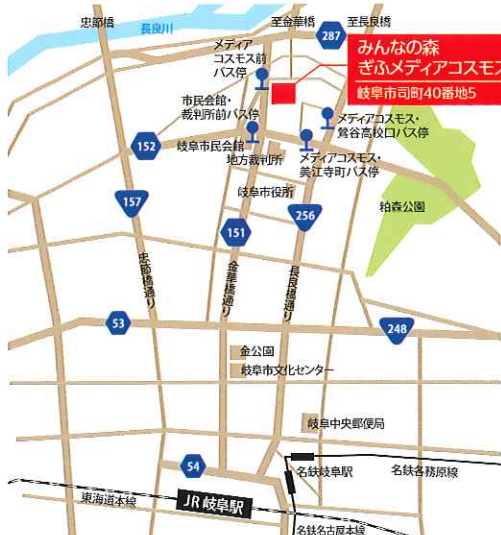 忠節橋
長良川
至金華橋
至長良橋
287
メディア
コスモス前
バス停
みんなの森
ぎふメディアコスモス
岐阜市司町40番地5
市民会館・
裁判所前バス停
メディアコスモス・
鶯谷高校口バス停
152
岐阜市民会館
地方裁判所
メディアコスモス・
美江寺町バス停
岐阜市役所
柏森公園
157
151
256
忠節橋通り
金華橋通り
長良橋通り
53
248
金公園
岐阜市文化センター
岐阜中央郵便局
54
名鉄岐阜駅
名鉄各務原線
東海道本線
JR 岐阜駅
名鉄名古屋本線